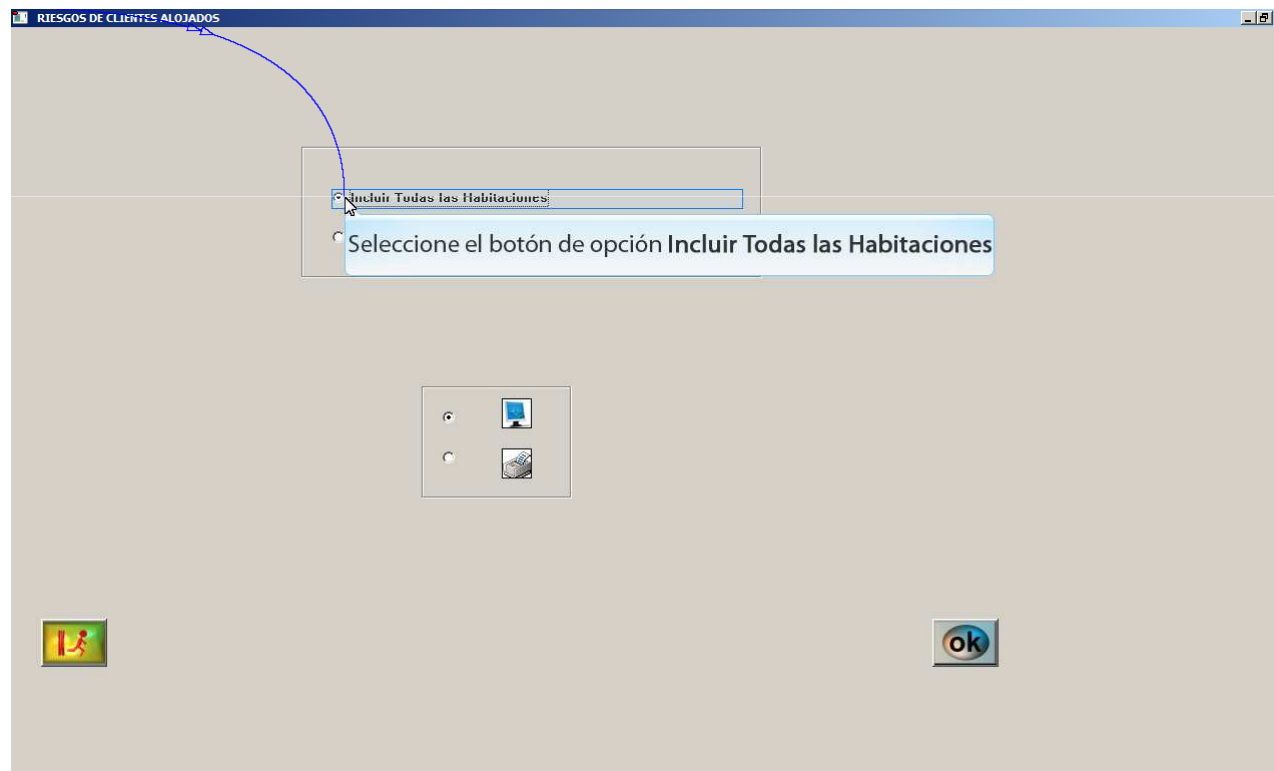 RIESGOS DE CLIENTES ALOJADOS
Incluir Todas las Habitaciones
Seleccione el botón de opción Incluir Todas las Habitaciones
ok